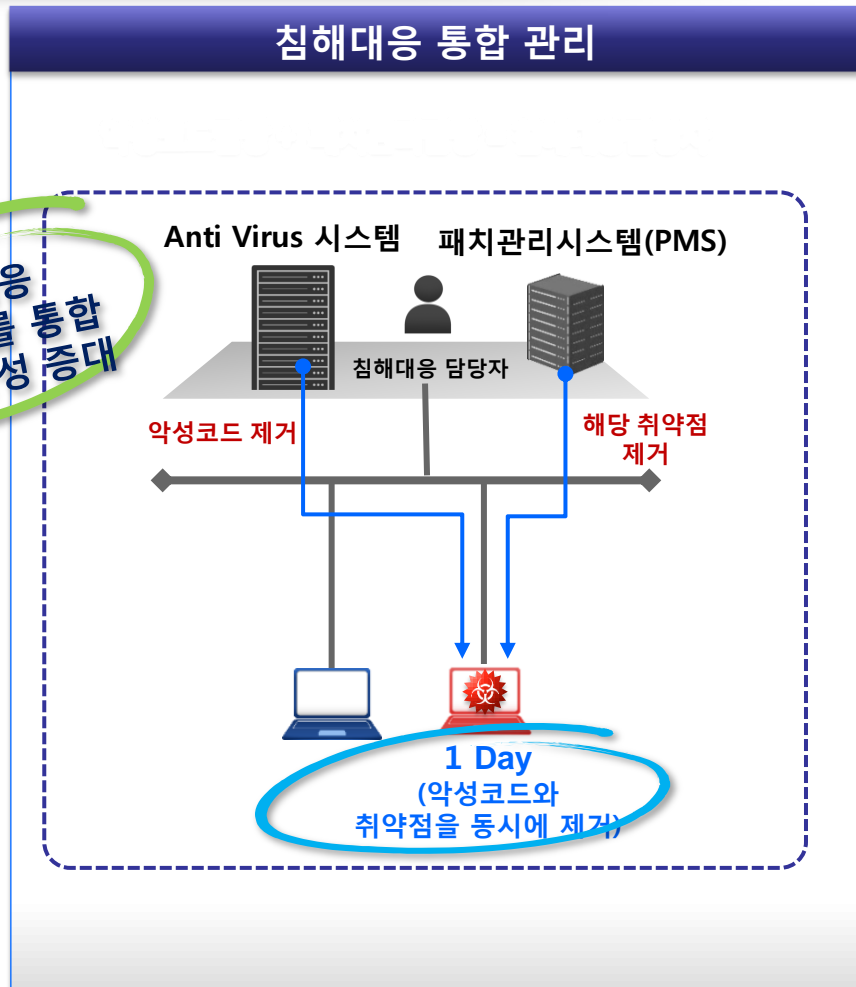 침해대응 통합 관리
Anti Virus 시스템
패치관리시스템(PMS)
응
를 통합
성 증대
침해대응 담당자
악성코드 제거
해당 취약점
제거
1 Day
(악성코드와
취약점을 동시에 제거)